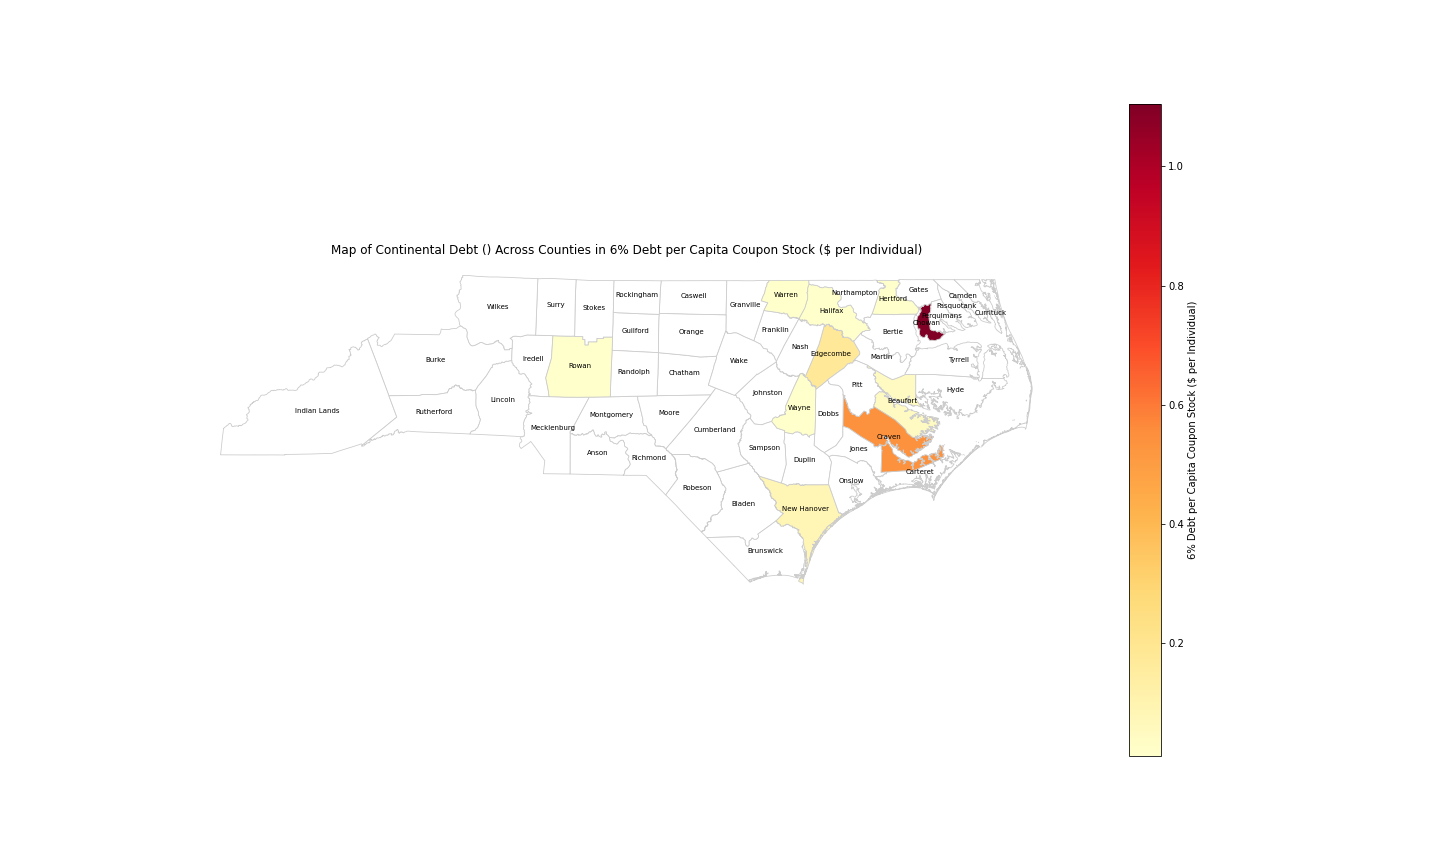 Map of Continental Debt () Across Counties in 6% Debt per Capita Coupon Stock ($ per Individual)
Wilkes
Surry
Stokes
Rockingham
Caswell
Granville
Warren
Halifax
Northampton
Hertford
Gates
Camden
Pasquotank
Perquimans
Currituck
Chowan
Guilford
Orange
Franklin
Bertie
Nash
Edgecombe
Martin
Tyrrell
Burke
Iredell
Rowan
Randolph
Chatham
Wake
Johnston
Pitt
Hyde
Indian Lands
Rutherford
Lincoln
Mecklenburg
Montgomery
Moore
Cumberland
Wayne
Dobbs
Beaufort
Craven
Anson
Richmond
Sampson
Duplin
Jones
Carteret
Robeson
Bladen
New Hanover
Onslow
Brunswick
1.0
0.8
0.6
0.4
0.2
6% Debt per Capita Coupon Stock ($ per Individual)